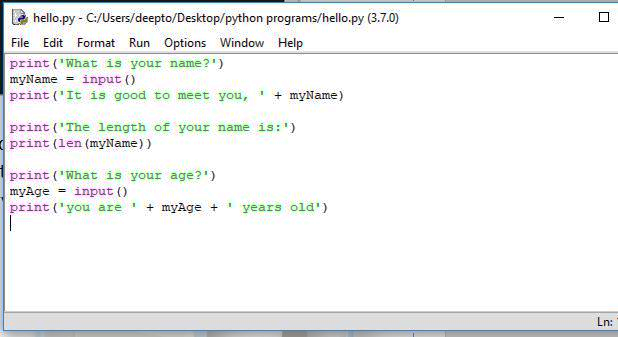 hello.py - C:/Users/deepto/Desktop/python programs/hello.py (3.7.0)
File Edit Format Run Options Window Help
print('What is your name?')
myName = input()
print('It is good to meet you, ' + myName)
print('The length of your name is:')
print(len(myName))
print('What is your age?')
myAge = input()
print('you are ' + myAge + ' years old')
Ln: